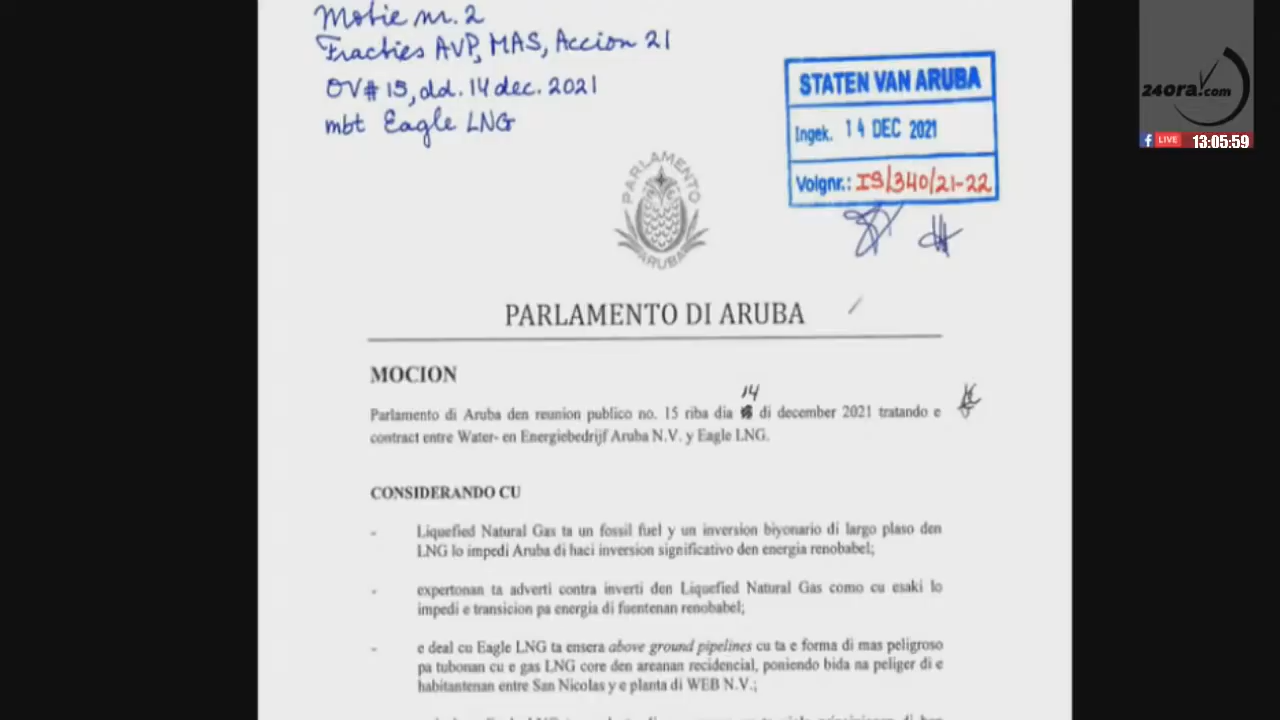 Motie nr. 2
Fracties AVP, MAS, Accion 21
OV# 15, dd. 14 dec. 2021
mbt Eagle LNG
STATEN VAN ARUBA
Ingek. 14 DEC 2021
Volgnr.: IS/340/21-22
24ora.com
LIVE 13:05:59
PARLAMENTO
ARUBA
PARLAMENTO DI ARUBA
MOCION
14
Parlamento di Aruba den reunion publico no. 15 riba dia di december 2021 tratando e
contract entre Water- en Energiebedrijf Aruba N.V. y Eagle LNG.
CONSIDERANDO CU
- Liquefied Natural Gas ta un fossil fuel y un inversion biyonario di largo plaso den
LNG lo impedi Aruba di haci inversion significativo den energia renobabel;
- expertonan ta adverti contra inverti den Liquefied Natural Gas como cu esaki lo
impedi e transicion pa energia di fuentenan renobabel;
- e deal cu Eagle LNG ta ensera above ground pipelines cu ta e forma di mas peligroso
pa tubonan cu e gas LNG core den areanan recidencial, poniendo bida na peliger di e
habitantenan entre San Nicolas y e planta di WEB N.V.;